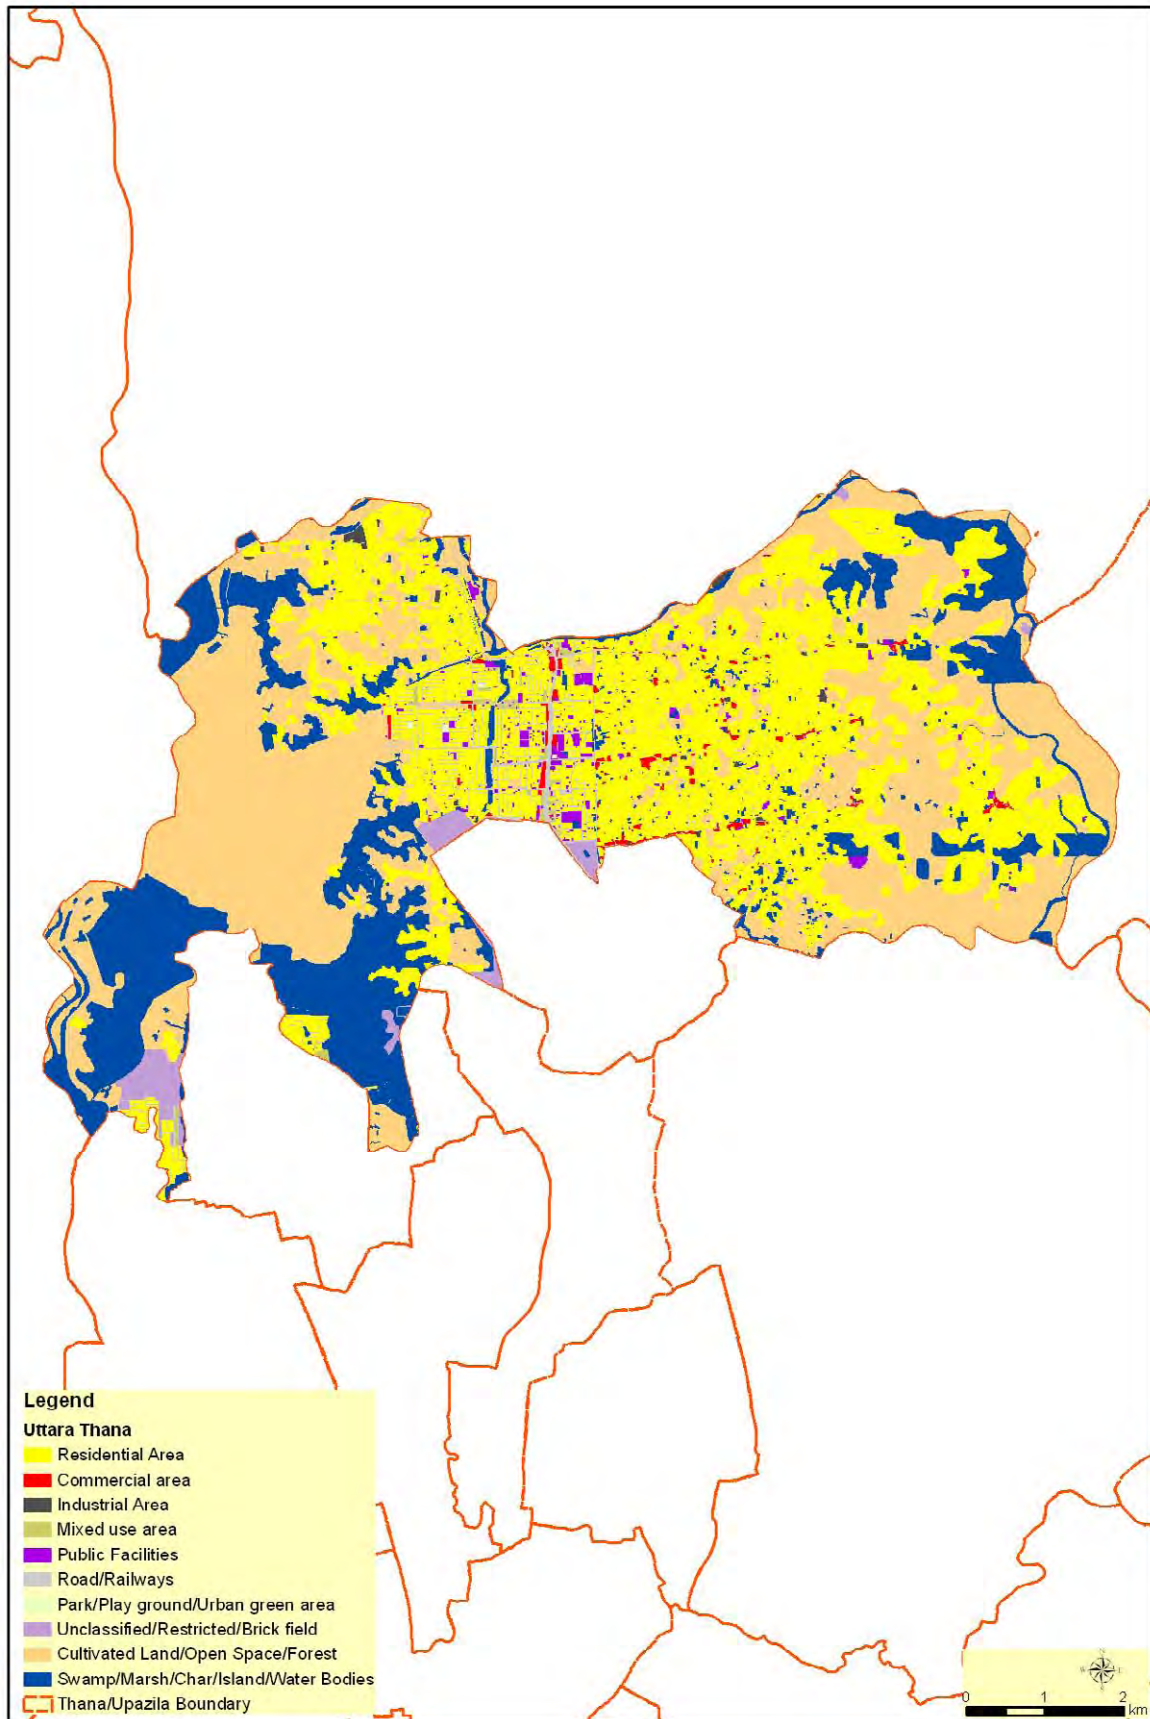 Legend
Uttara Thana
Residential Area
Commercial area
Industrial Area
Mixed use area
Public Facilities
Road/Railways
Park/Play ground/Urban green area
Unclassified/Restricted/Brick field
Cultivated Land/Open Space/Forest
Swamp/Marsh/Char/Island/Water Bodies
Thana/Upazila Boundary
0 1 2
km